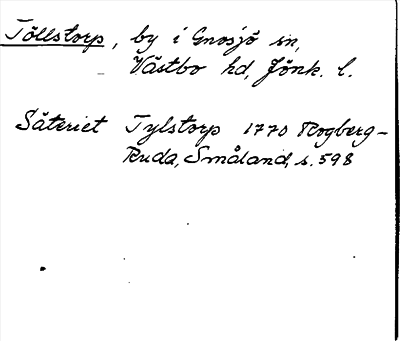 Töllstorp, by i Gnosjö sn,
Västbo hd, Jönk. l.
Säteriet Tylstorp 1770 Rogberg-
Ruda, Småland, s. 598